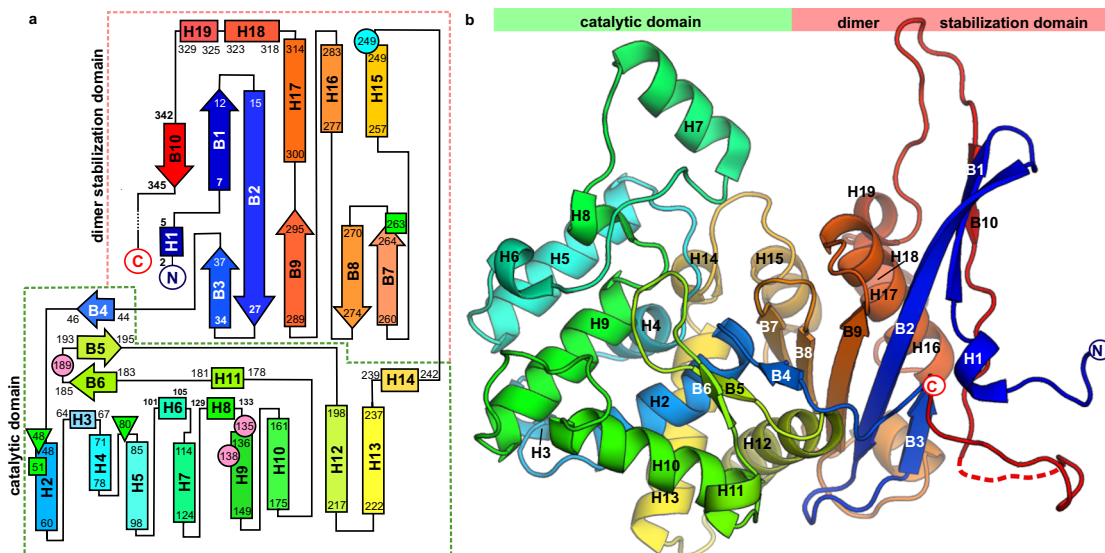 a
b
catalytic domain
dimer
stabilization domain
dimer stabilization domain
catalytic domain
H19
H18
329
325
323
318
342
B10
345
C
5
H1
2
N
12
B1
7
15
B2
27
37
B3
34
314
H17
300
295
B9
289
283
H16
277
249
249
H15
257
270
B8
274
263
264
B7
260
B4
46
44
193
B5
195
189
B6
183
185
181
H11
178
239
H14
242
64
H3
67
101
H6
105
129
H8
133
48
48
51
H2
60
71
H4
78
80
85
H5
98
114
H7
124
135
136
138
H9
149
161
H10
175
198
H12
217
237
H13
222
H7
H8
H6
H5
H14
H15
H19
B1
B10
H18
H17
H9
H4
B7
B8
B9
B2
H16
H1
N
C
B6
B5
B4
H2
H3
H12
B3
H10
H11
H13